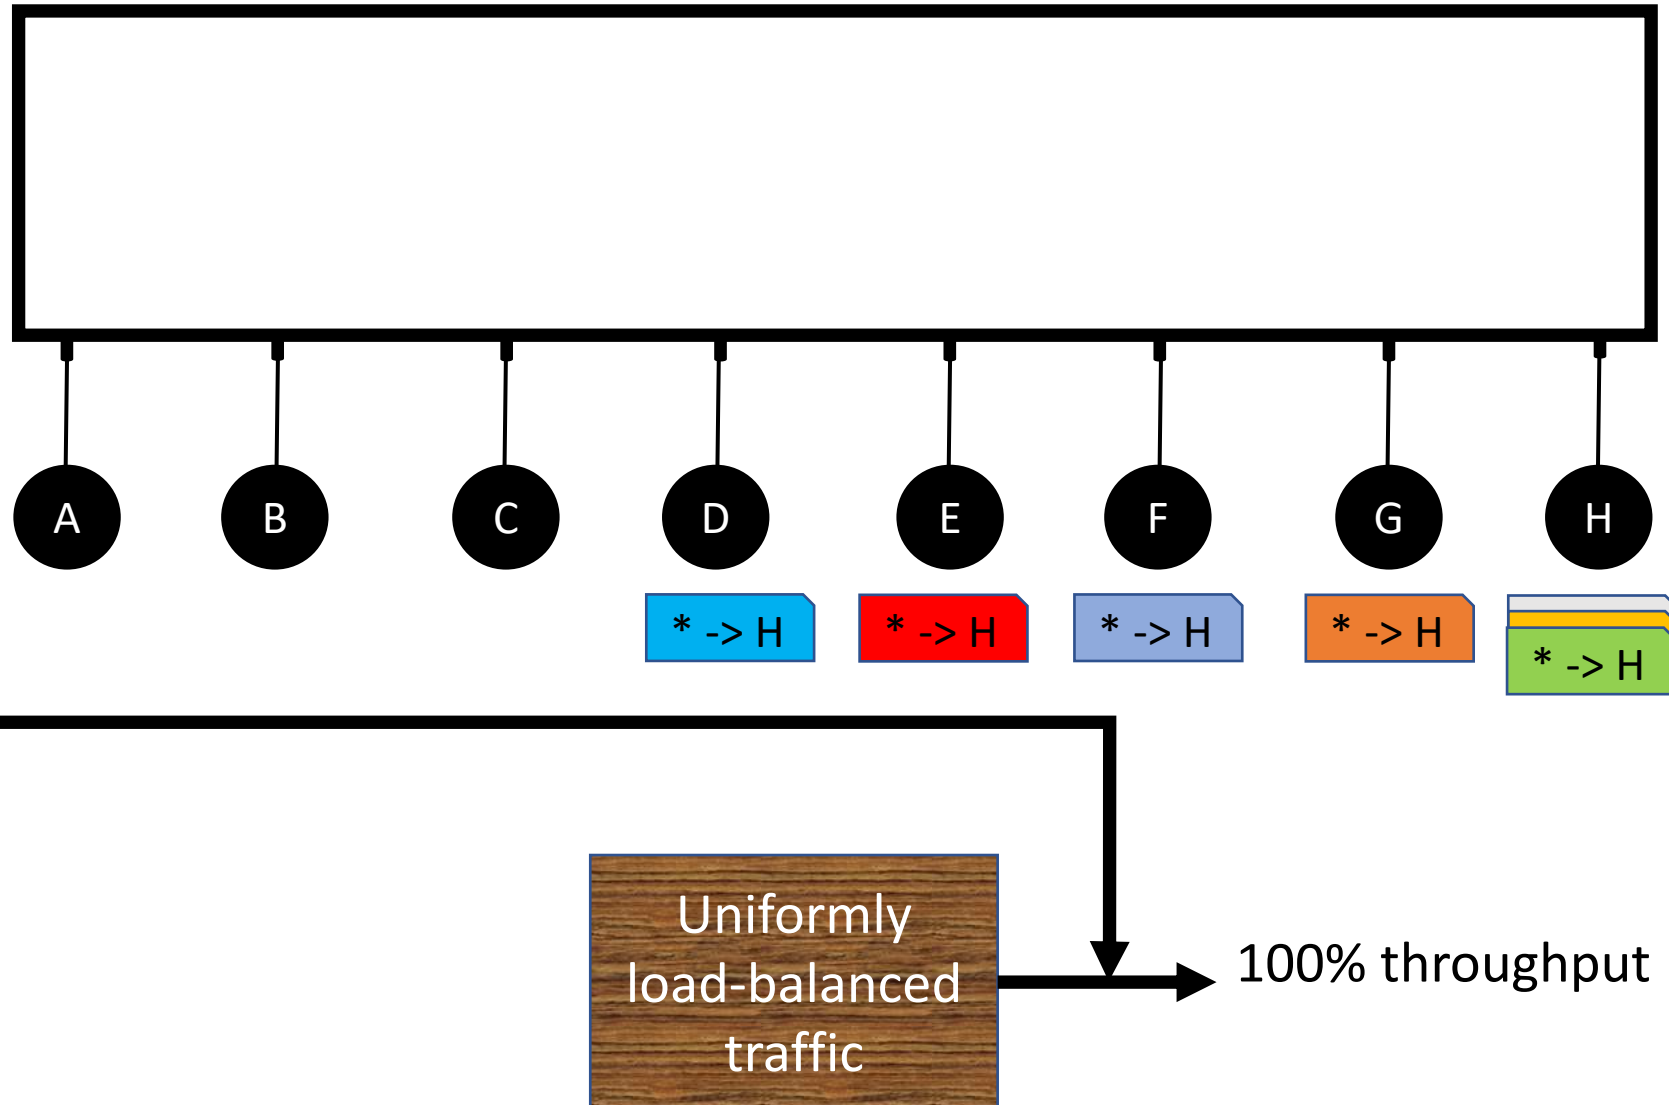 A B C D E F G H
* -> H * -> H * -> H * -> H * -> H
Uniformly
load-balanced
traffic
100% throughput